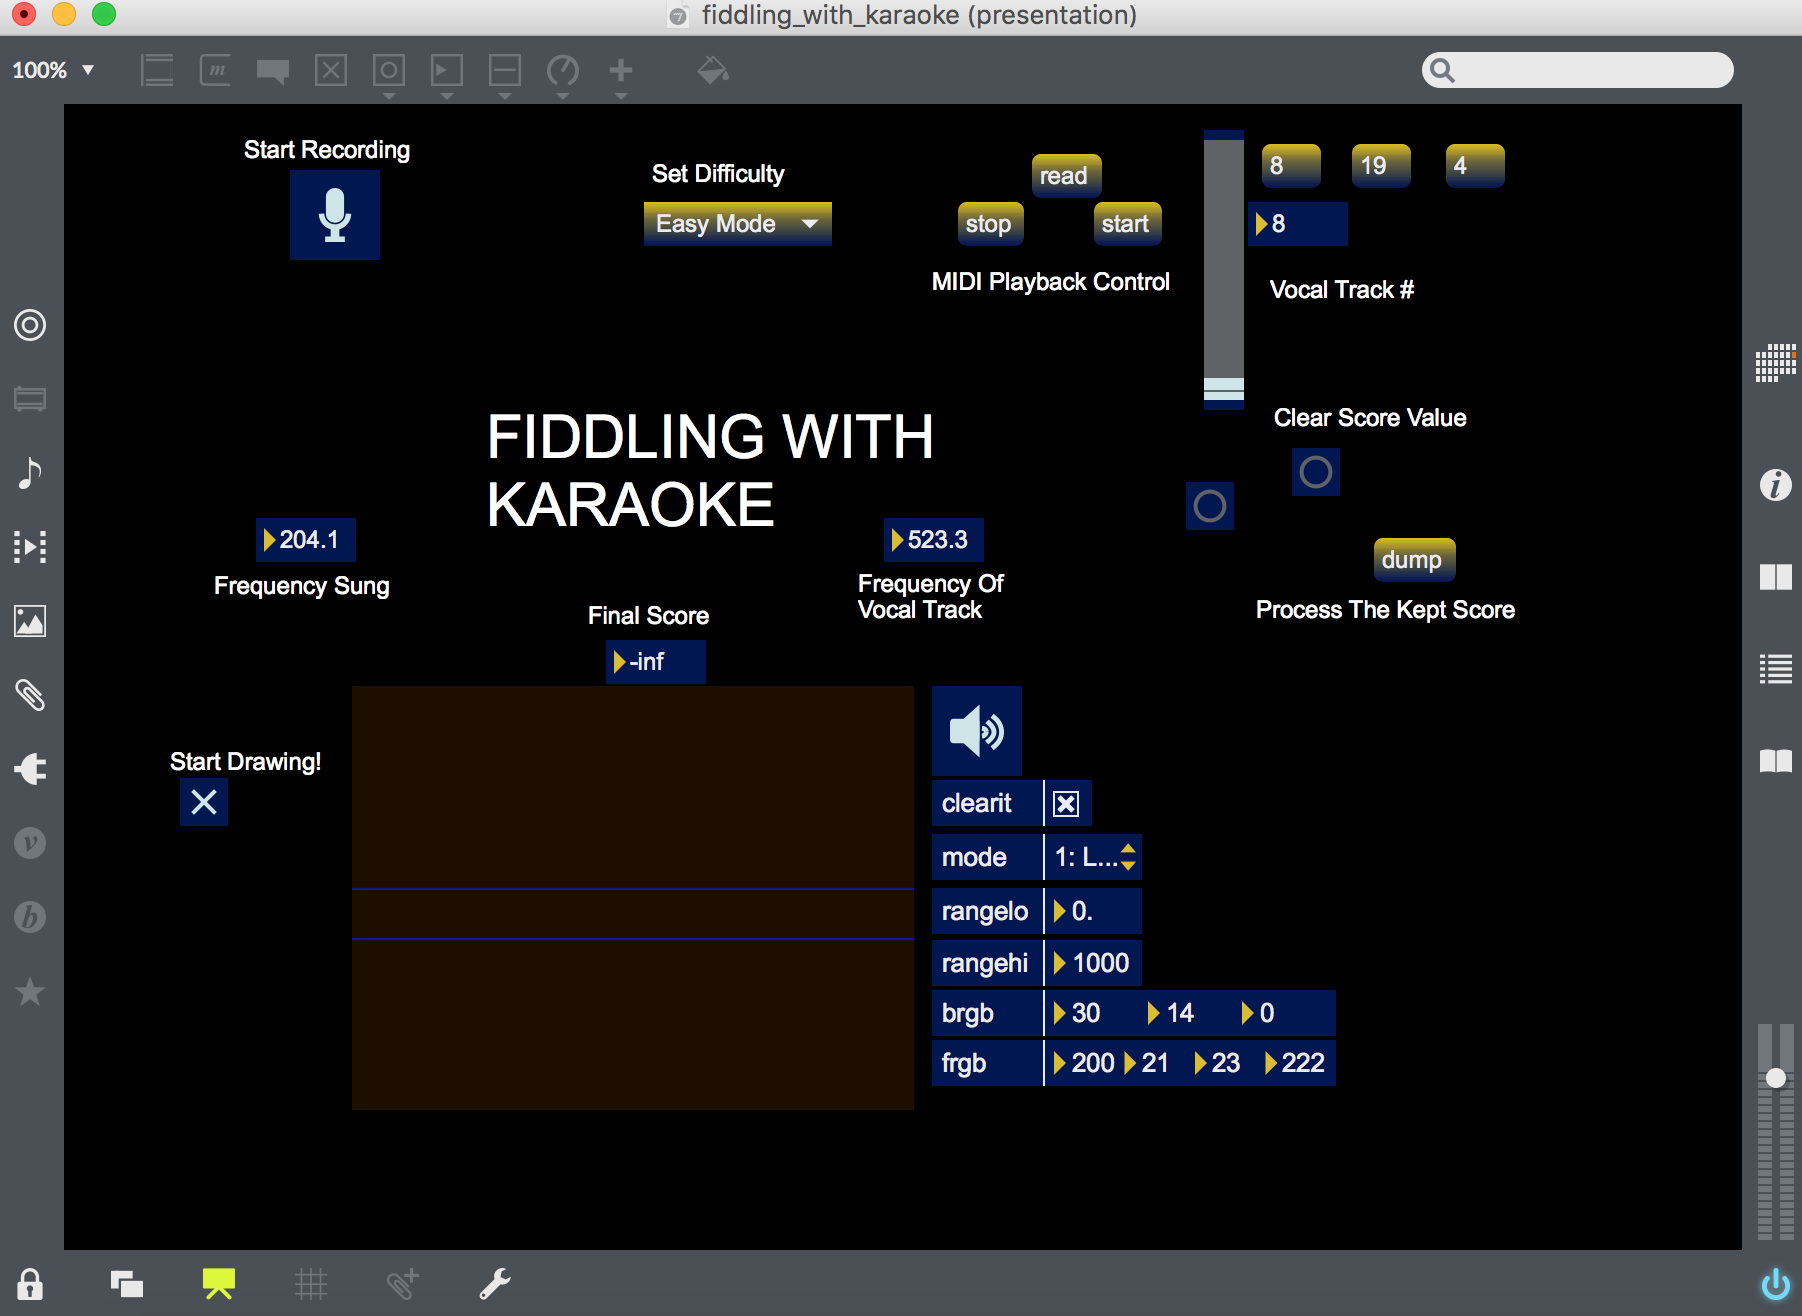 fiddling_with_karaoke (presentation)
100%
m
Start Recording
Set Difficulty
Easy Mode
read
stop
start
MIDI Playback Control
8
19
4
8
Vocal Track #
FIDDLING WITH
KARAOKE
Clear Score Value
204.1
Frequency Sung
523.3
Frequency Of
Vocal Track
dump
Process The Kept Score
Final Score
-inf
Start Drawing!
clearit
mode
1: L...
rangelo
0.
rangehi
1000
brgb
30
14
0
frgb
200
21
23
222
i
v
b